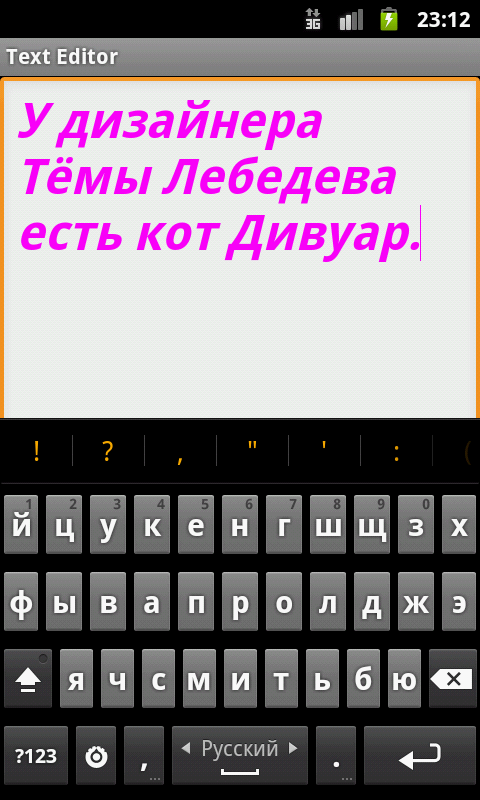 3G 23:12
Text Editor
У дизайнера
Тёмы Лебедева
есть кот Дивуар.
! ? , " ' : (
1 2 3 4 5 6 7 8 9 0
й ц у к е н г ш щ з х
ф ы в а п р о л д ж э
я ч с м и т ь б ю
?123 , ... Русский . ...